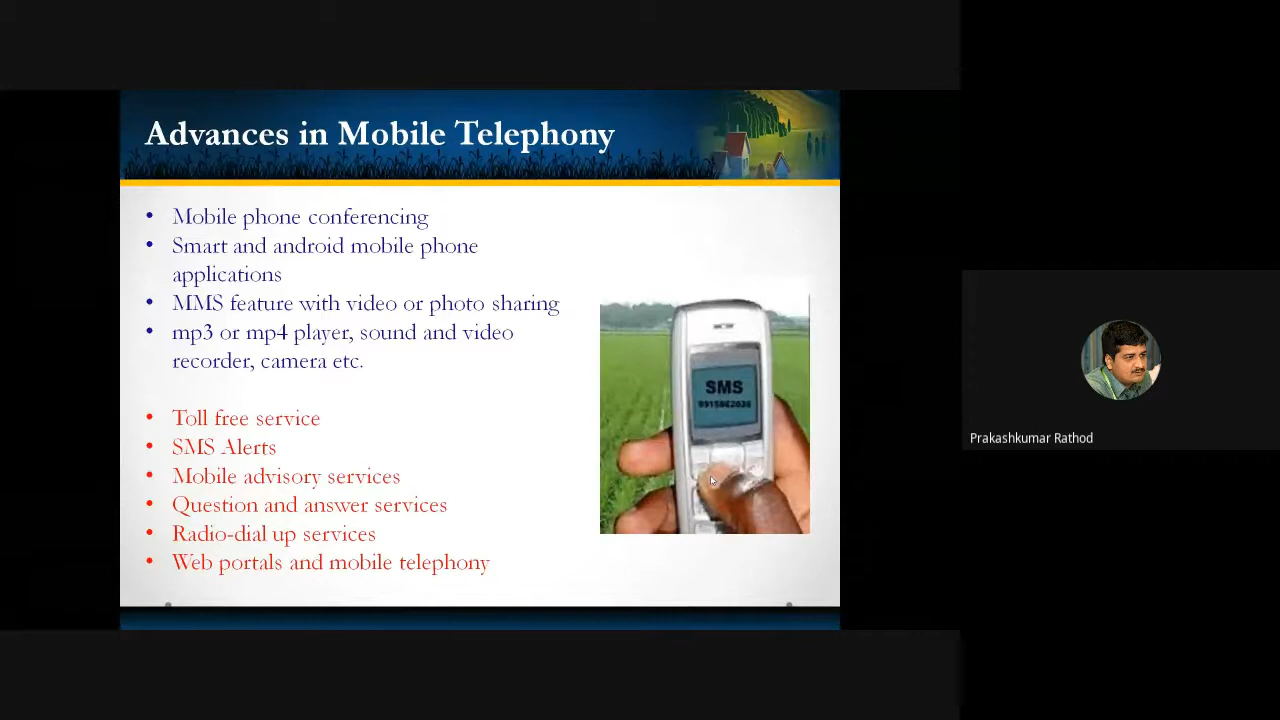 Advances in Mobile Telephony
• Mobile phone conferencing
• Smart and android mobile phone
applications
• MMS feature with video or photo sharing
• mp3 or mp4 player, sound and video
recorder, camera etc.
• Toll free service
• SMS Alerts
• Mobile advisory services
• Question and answer services
• Radio-dial up services
• Web portals and mobile telephony
SMS
Prakashkumar Rathod